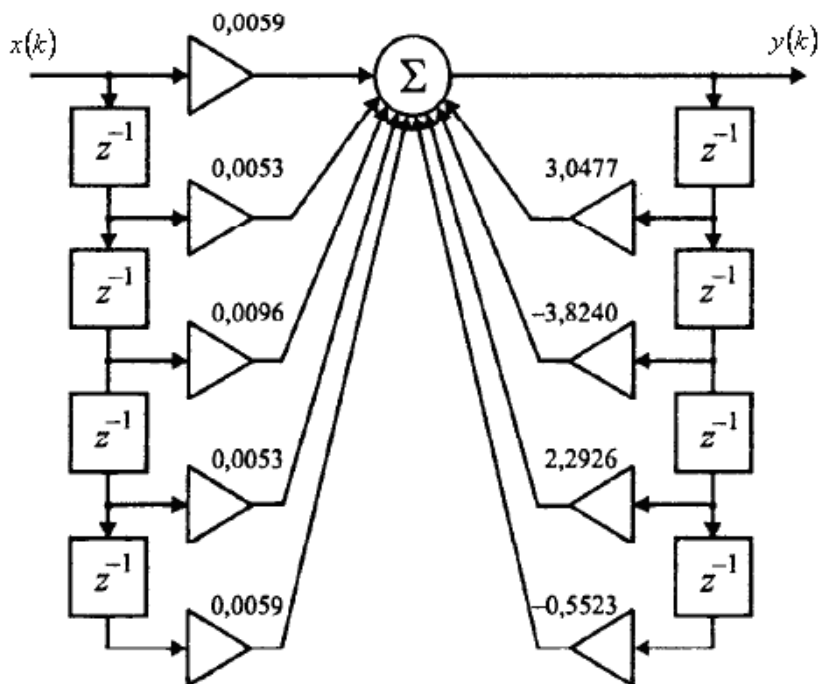 0,0059
x(k)
Σ
y(k)
z⁻¹
z⁻¹
0,0053
3,0477
z⁻¹
z⁻¹
0,0096
–3,8240
z⁻¹
z⁻¹
0,0053
2,2926
z⁻¹
z⁻¹
0,0059
–0,5523